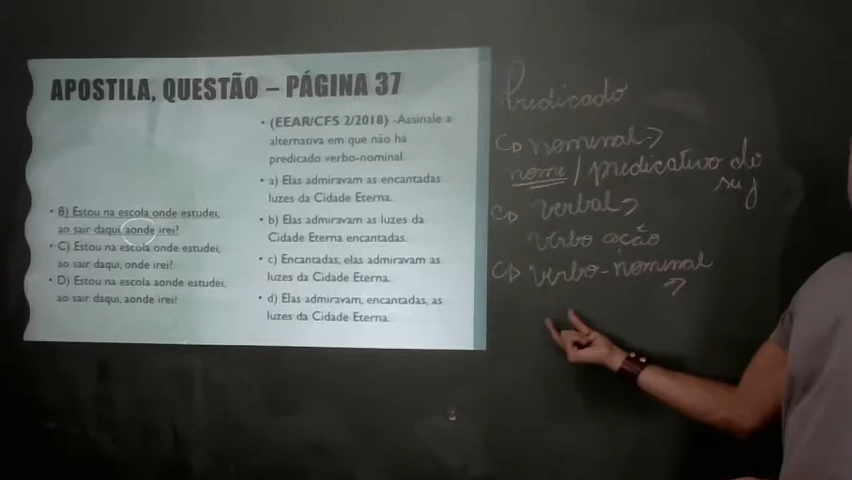 APOSTILA, QUESTÃO – PÁGINA 37
• B) Estou na escola onde estudei,
ao sair daqui, aonde irei!
• C) Estou na escola onde estudei,
ao sair daqui, onde irei!
• D) Estou na escola aonde estudei,
ao sair daqui, aonde irei!
• (EEAR/CFS 2/2018) -Assinale a
alternativa em que não há
predicado verbo-nominal.
• a) Elas admiravam as encantadas
luzes da Cidade Eterna.
• b) Elas admiravam as luzes da
Cidade Eterna encantadas.
• c) Encantadas, elas admiravam as
luzes da Cidade Eterna.
• d) Elas admiravam, encantadas, as
luzes da Cidade Eterna.
Predicado
↳ nominal →
nome / predicativo do
suj
↳ verbal →
verbo ação
↳ verbo-nominal
→